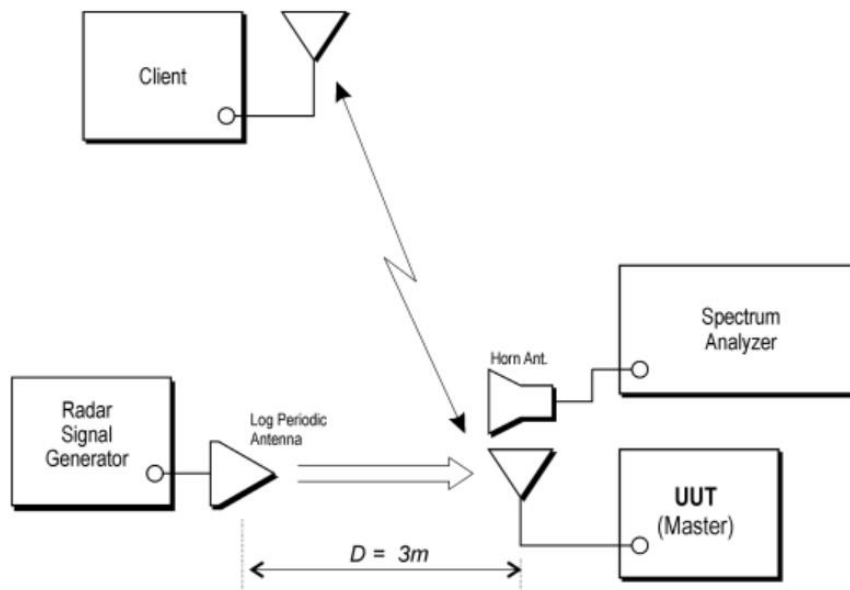 Client
Spectrum
Analyzer
Horn Ant.
Radar
Signal
Generator
Log Periodic
Antenna
UUT
(Master)
D = 3m